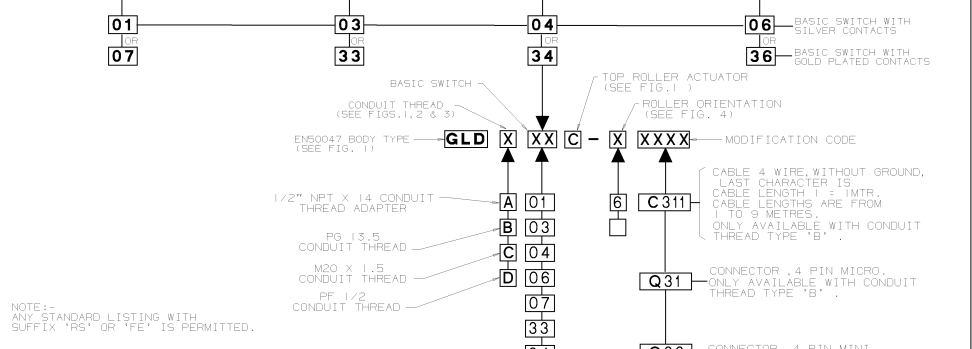 01 03 04 06
BASIC SWITCH WITH
SILVER CONTACTS
OR OR OR OR
07 33 34 36
BASIC SWITCH WITH
GOLD PLATED CONTACTS
BASIC SWITCH
TOP ROLLER ACTUATOR
(SEE FIG.1 )
CONDUIT THREAD
(SEE FIGS.1,2 & 3)
ROLLER ORIENTATION
(SEE FIG. 4)
EN50047 BODY TYPE
(SEE FIG. 1)
GLD X XX C - X XXXX
MODIFICATION CODE
1/2" NPT X 14 CONDUIT
THREAD ADAPTER
A 01 6 C311
CABLE 4 WIRE, WITHOUT GROUND,
LAST CHARACTER IS
CABLE LENGTH 1 = 1MTR.
CABLE LENGTHS ARE FROM
1 TO 9 METRES.
ONLY AVAILABLE WITH CONDUIT
THREAD TYPE 'B' .
PG 13.5
CONDUIT THREAD
B 03
M20 X 1.5
CONDUIT THREAD
C 04
PF 1/2
CONDUIT THREAD
D 06
Q31
CONNECTOR ,4 PIN MICRO.
ONLY AVAILABLE WITH CONDUIT
THREAD TYPE 'B' .
07
33
NOTE:-
ANY STANDARD LISTING WITH
SUFFIX 'RS' OR 'FE' IS PERMITTED.
CONNECTOR, 4 PIN MINI